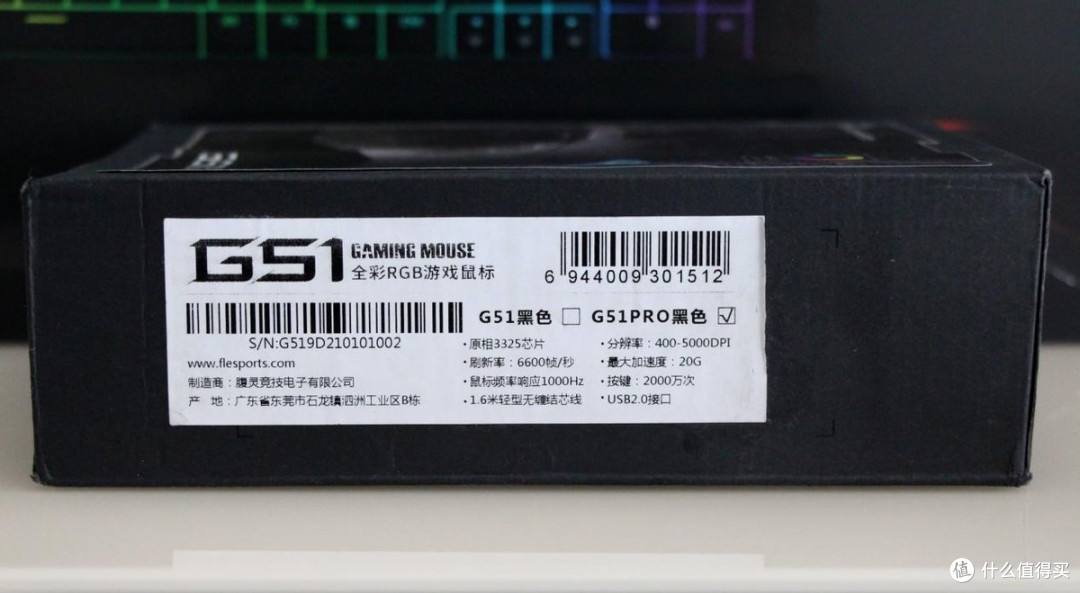 G51 GAMING MOUSE
全彩RGB游戏鼠标
6 944009 301512
G51黑色 G51PRO黑色
S/N:G519D210101002
www.flesports.com
制造商：腹灵竞技电子有限公司
产 地：广东省东莞市石龙镇泗洲工业区B栋
·原相3325芯片
·刷新率：6600帧/秒
·鼠标频率响应1000Hz
·1.6米轻型无缠结芯线
·分辨率：400-5000DPI
·最大加速度：20G
·按键：2000万次
·USB2.0接口
值 什么值得买